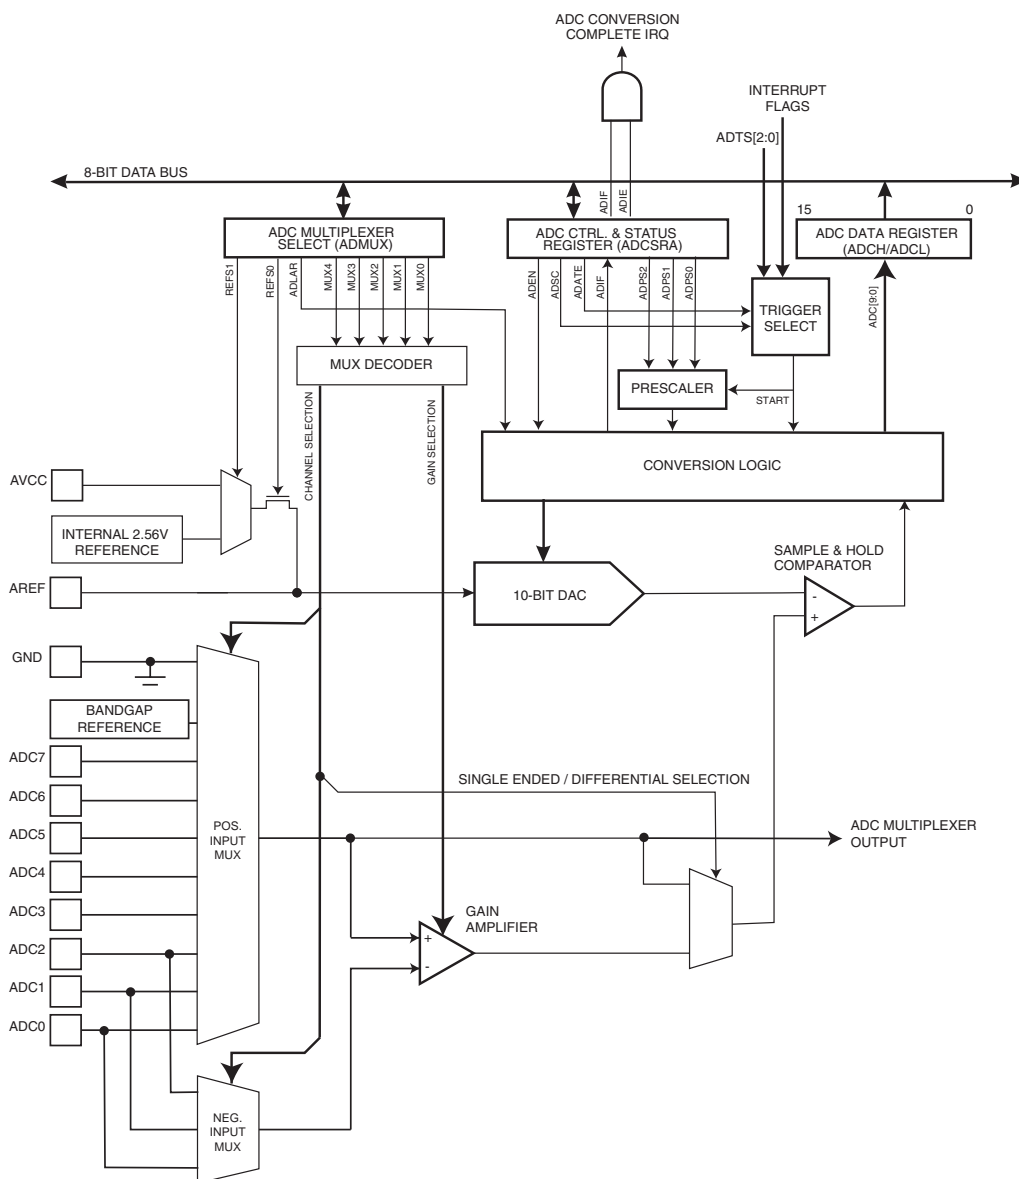 ADC CONVERSION
COMPLETE IRQ
INTERRUPT
FLAGS
ADTS[2:0]
8-BIT DATA BUS
ADIF
ADIE
15
0
ADC MULTIPLEXER
SELECT (ADMUX)
ADC CTRL. & STATUS
REGISTER (ADCSRA)
ADC DATA REGISTER
(ADCH/ADCL)
REFS1
REFS0
ADLAR
MUX4
MUX3
MUX2
MUX1
MUX0
ADEN
ADSC
ADATE
ADIF
ADPS2
ADPS1
ADPS0
ADC[9:0]
TRIGGER
SELECT
MUX DECODER
PRESCALER
START
CHANNEL SELECTION
GAIN SELECTION
CONVERSION LOGIC
AVCC
INTERNAL 2.56V
REFERENCE
SAMPLE & HOLD
COMPARATOR
AREF
10-BIT DAC
-
+
GND
BANDGAP
REFERENCE
ADC7
SINGLE ENDED / DIFFERENTIAL SELECTION
ADC6
ADC5
POS.
INPUT
MUX
ADC MULTIPLEXER
OUTPUT
ADC4
ADC3
GAIN
AMPLIFIER
+
-
ADC2
ADC1
ADC0
NEG.
INPUT
MUX